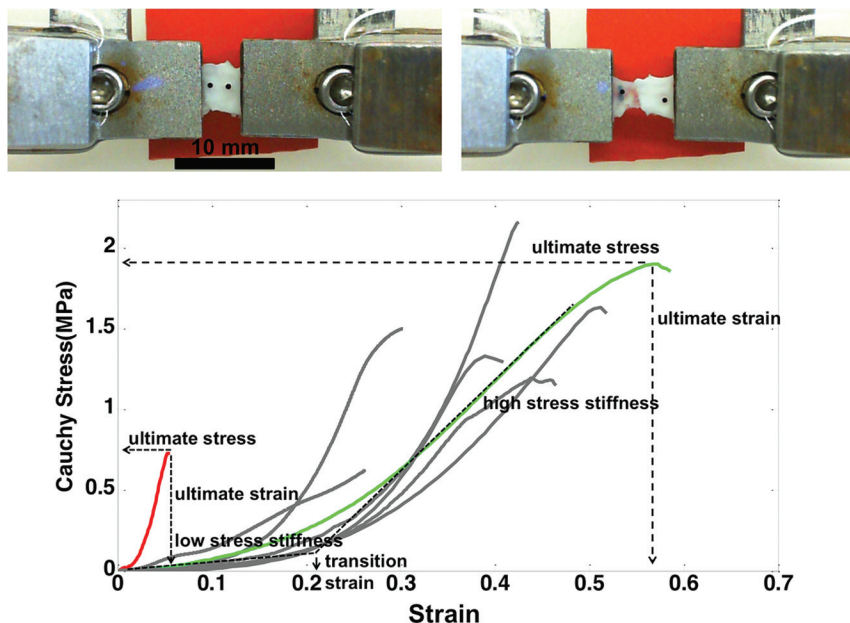 10 mm
Cauchy Stress(MPa)
2
1.5
1
0.5
0
ultimate stress
ultimate strain
high stress stiffness
ultimate stress
ultimate strain
low stress stiffness
transition
strain
0
0.1
0.2
0.3
0.4
0.5
0.6
0.7
Strain